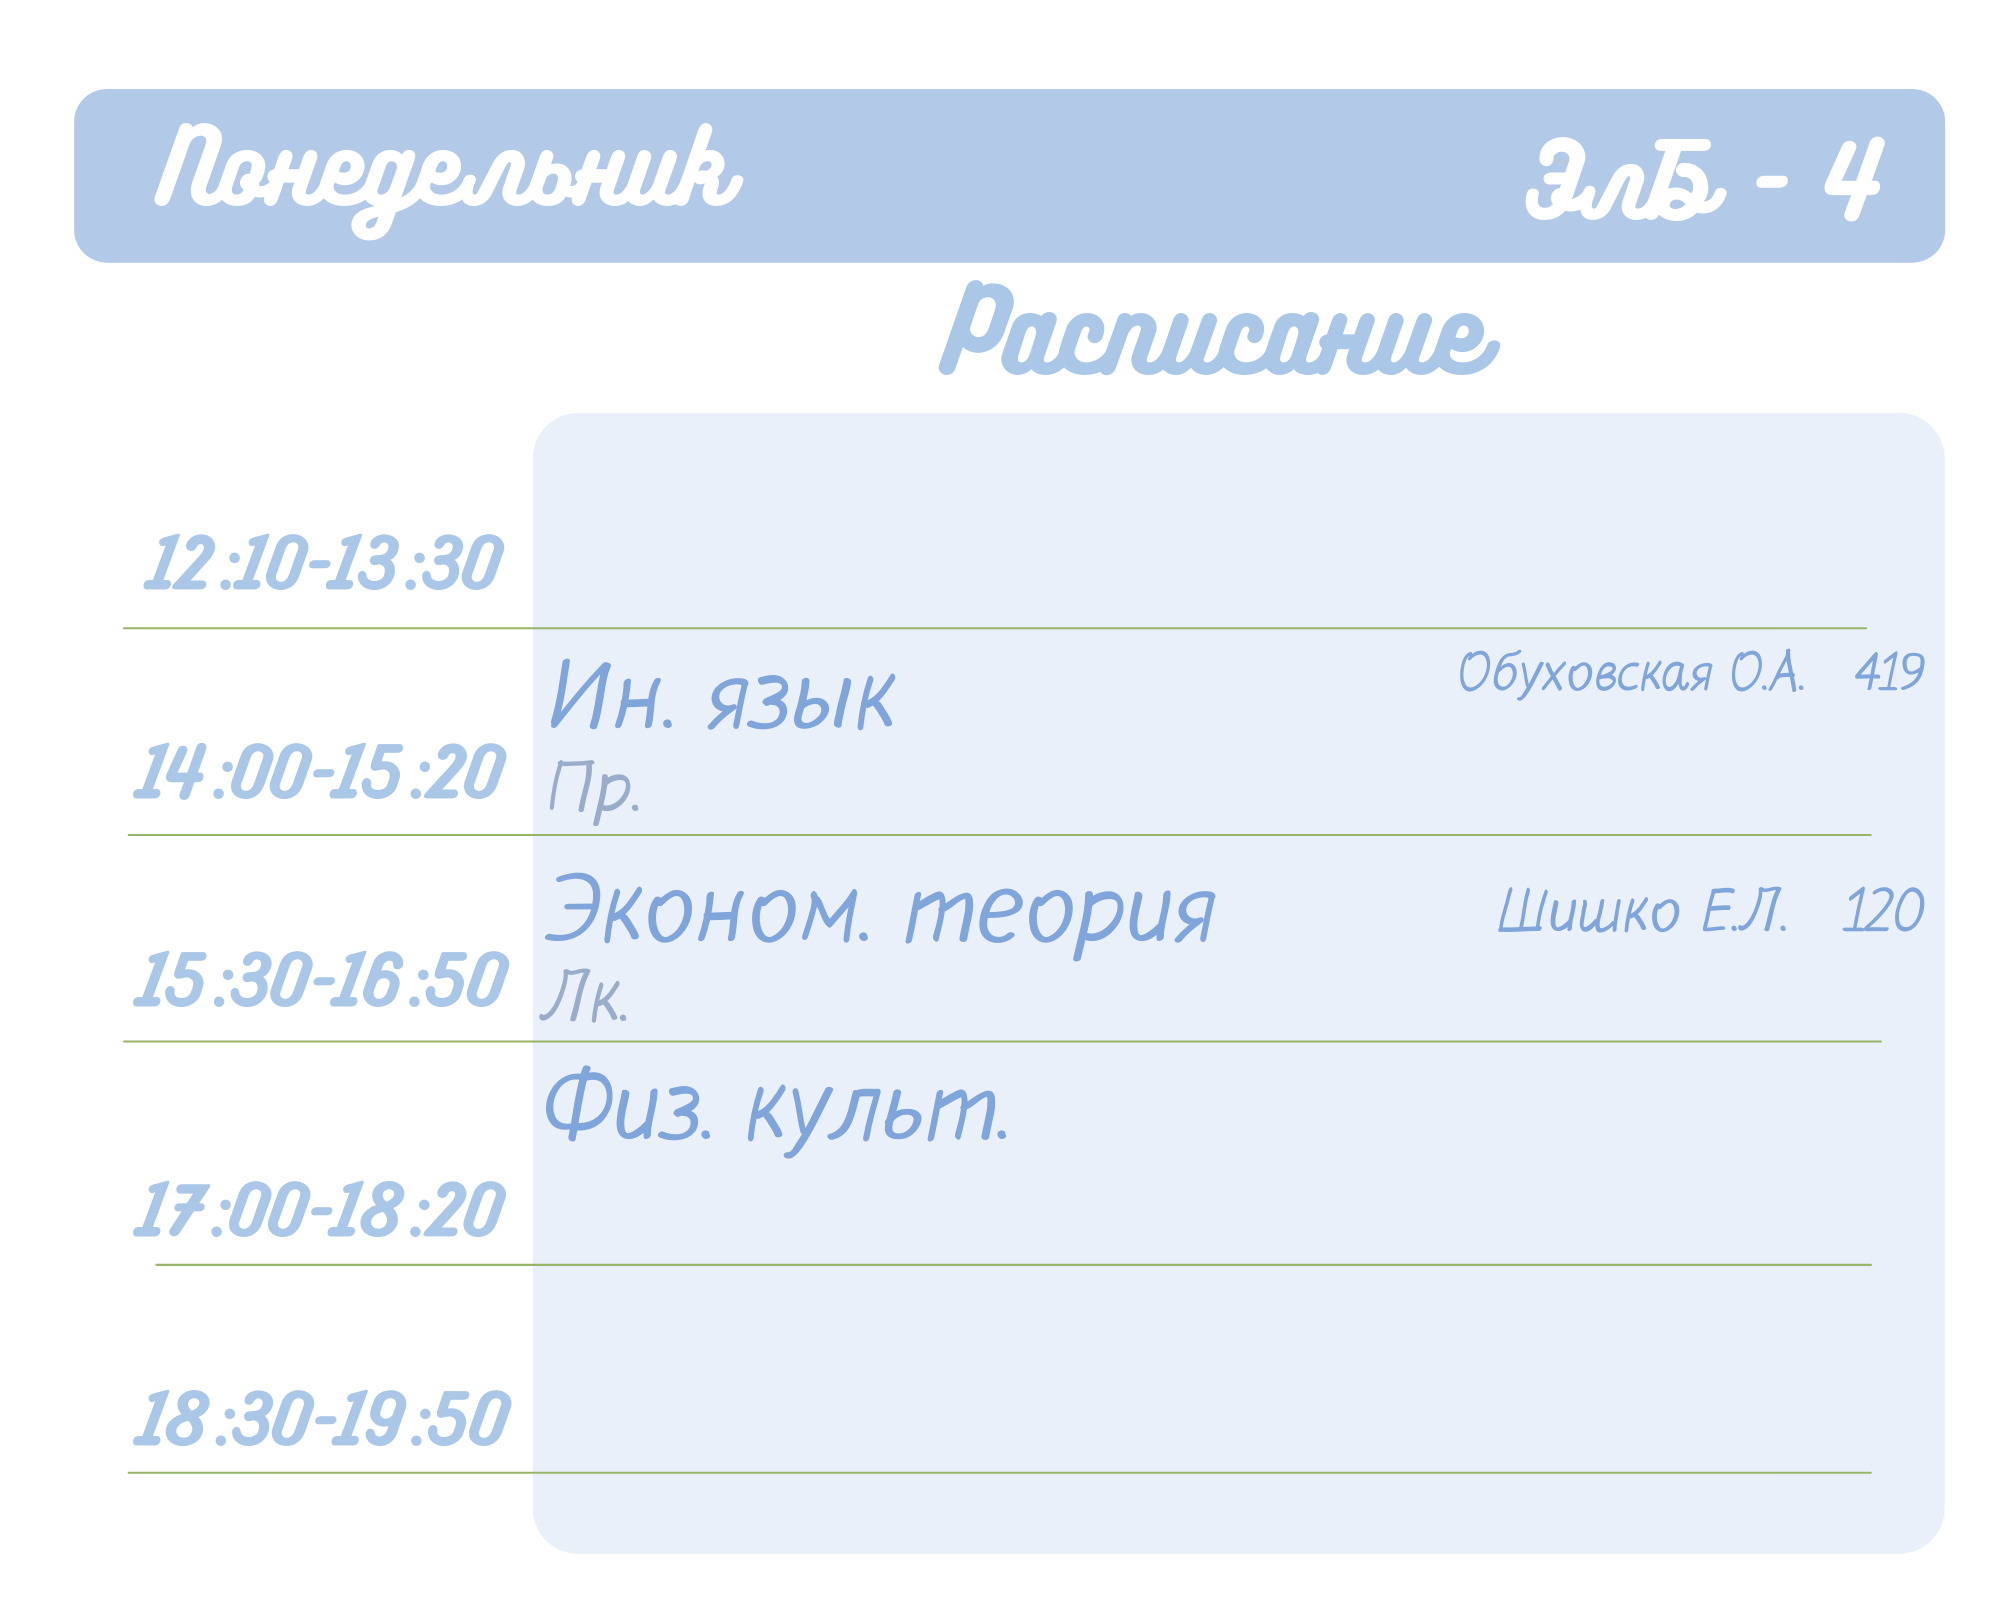 Понедельник ЭлБ - 4
Расписание
12:10-13:30
Ин. язык Обуховская О.А. 419
14:00-15:20 Пр.
Эконом. теория Шишко Е.Л. 120
15:30-16:50 Лк.
Физ. культ.
17:00-18:20
18:30-19:50